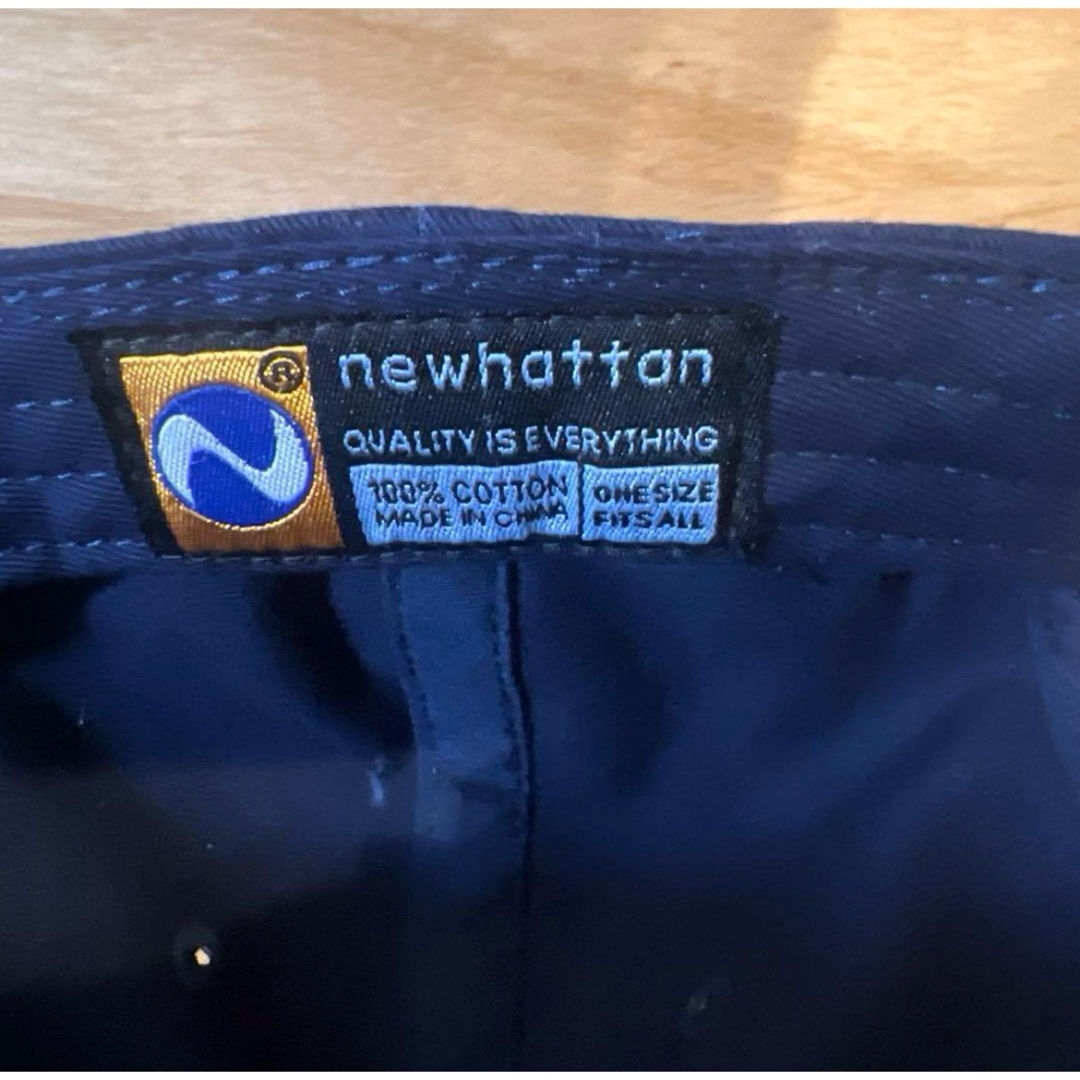 ®
newhattan
QUALITY IS EVERYTHING
100% COTTON
MADE IN CHINA
ONE SIZE
FITS ALL